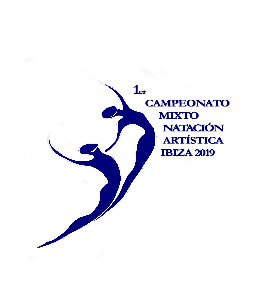 1er
CAMPEONATO
MIXTO
NATACIÓN
ARTÍSTICA
IBIZA 2019